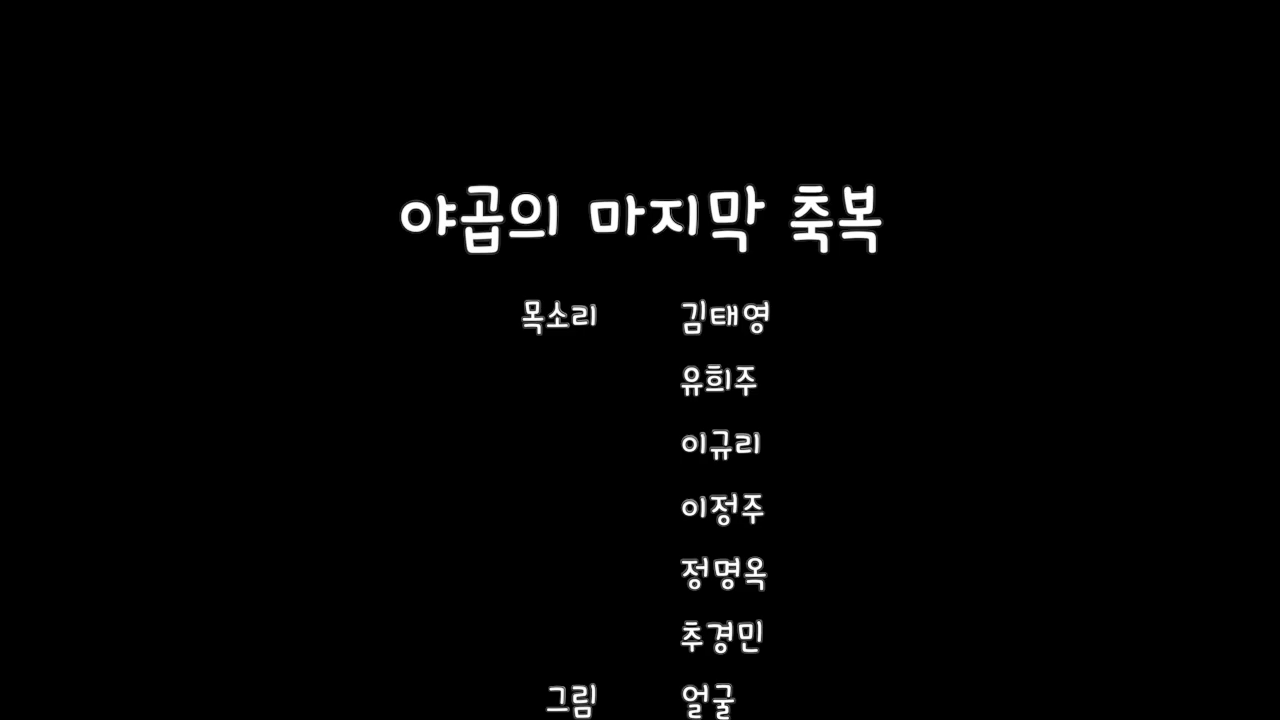 야곱의 마지막 축복
목소리 김태영
유희주
이규리
이정주
정명옥
추경민
그림 얼굴